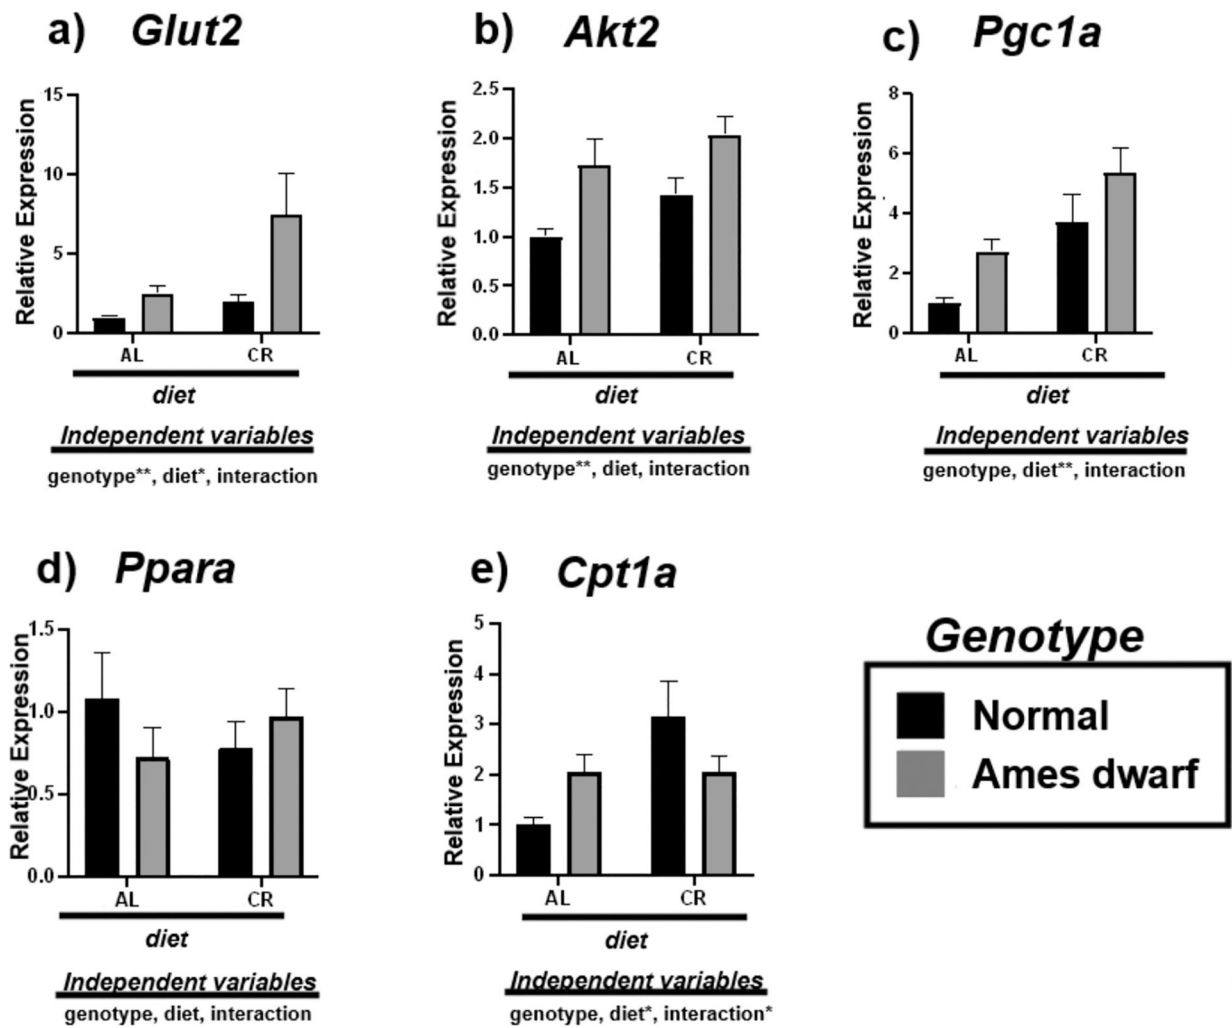 a) Glut2
Relative Expression
15
10
5
0
AL CR
diet
Independent variables
genotype**, diet*, interaction
b) Akt2
Relative Expression
2.5
2.0
1.5
1.0
0.5
0.0
AL CR
diet
Independent variables
genotype**, diet, interaction
c) Pgc1a
Relative Expression
8
6
4
2
0
AL CR
diet
Independent variables
genotype, diet**, interaction
d) Ppara
Relative Expression
1.5
1.0
0.5
0.0
AL CR
diet
Independent variables
genotype, diet, interaction
e) Cpt1a
Relative Expression
5
4
3
2
1
0
AL CR
diet
Independent variables
genotype, diet*, interaction*
Genotype
Normal
Ames dwarf